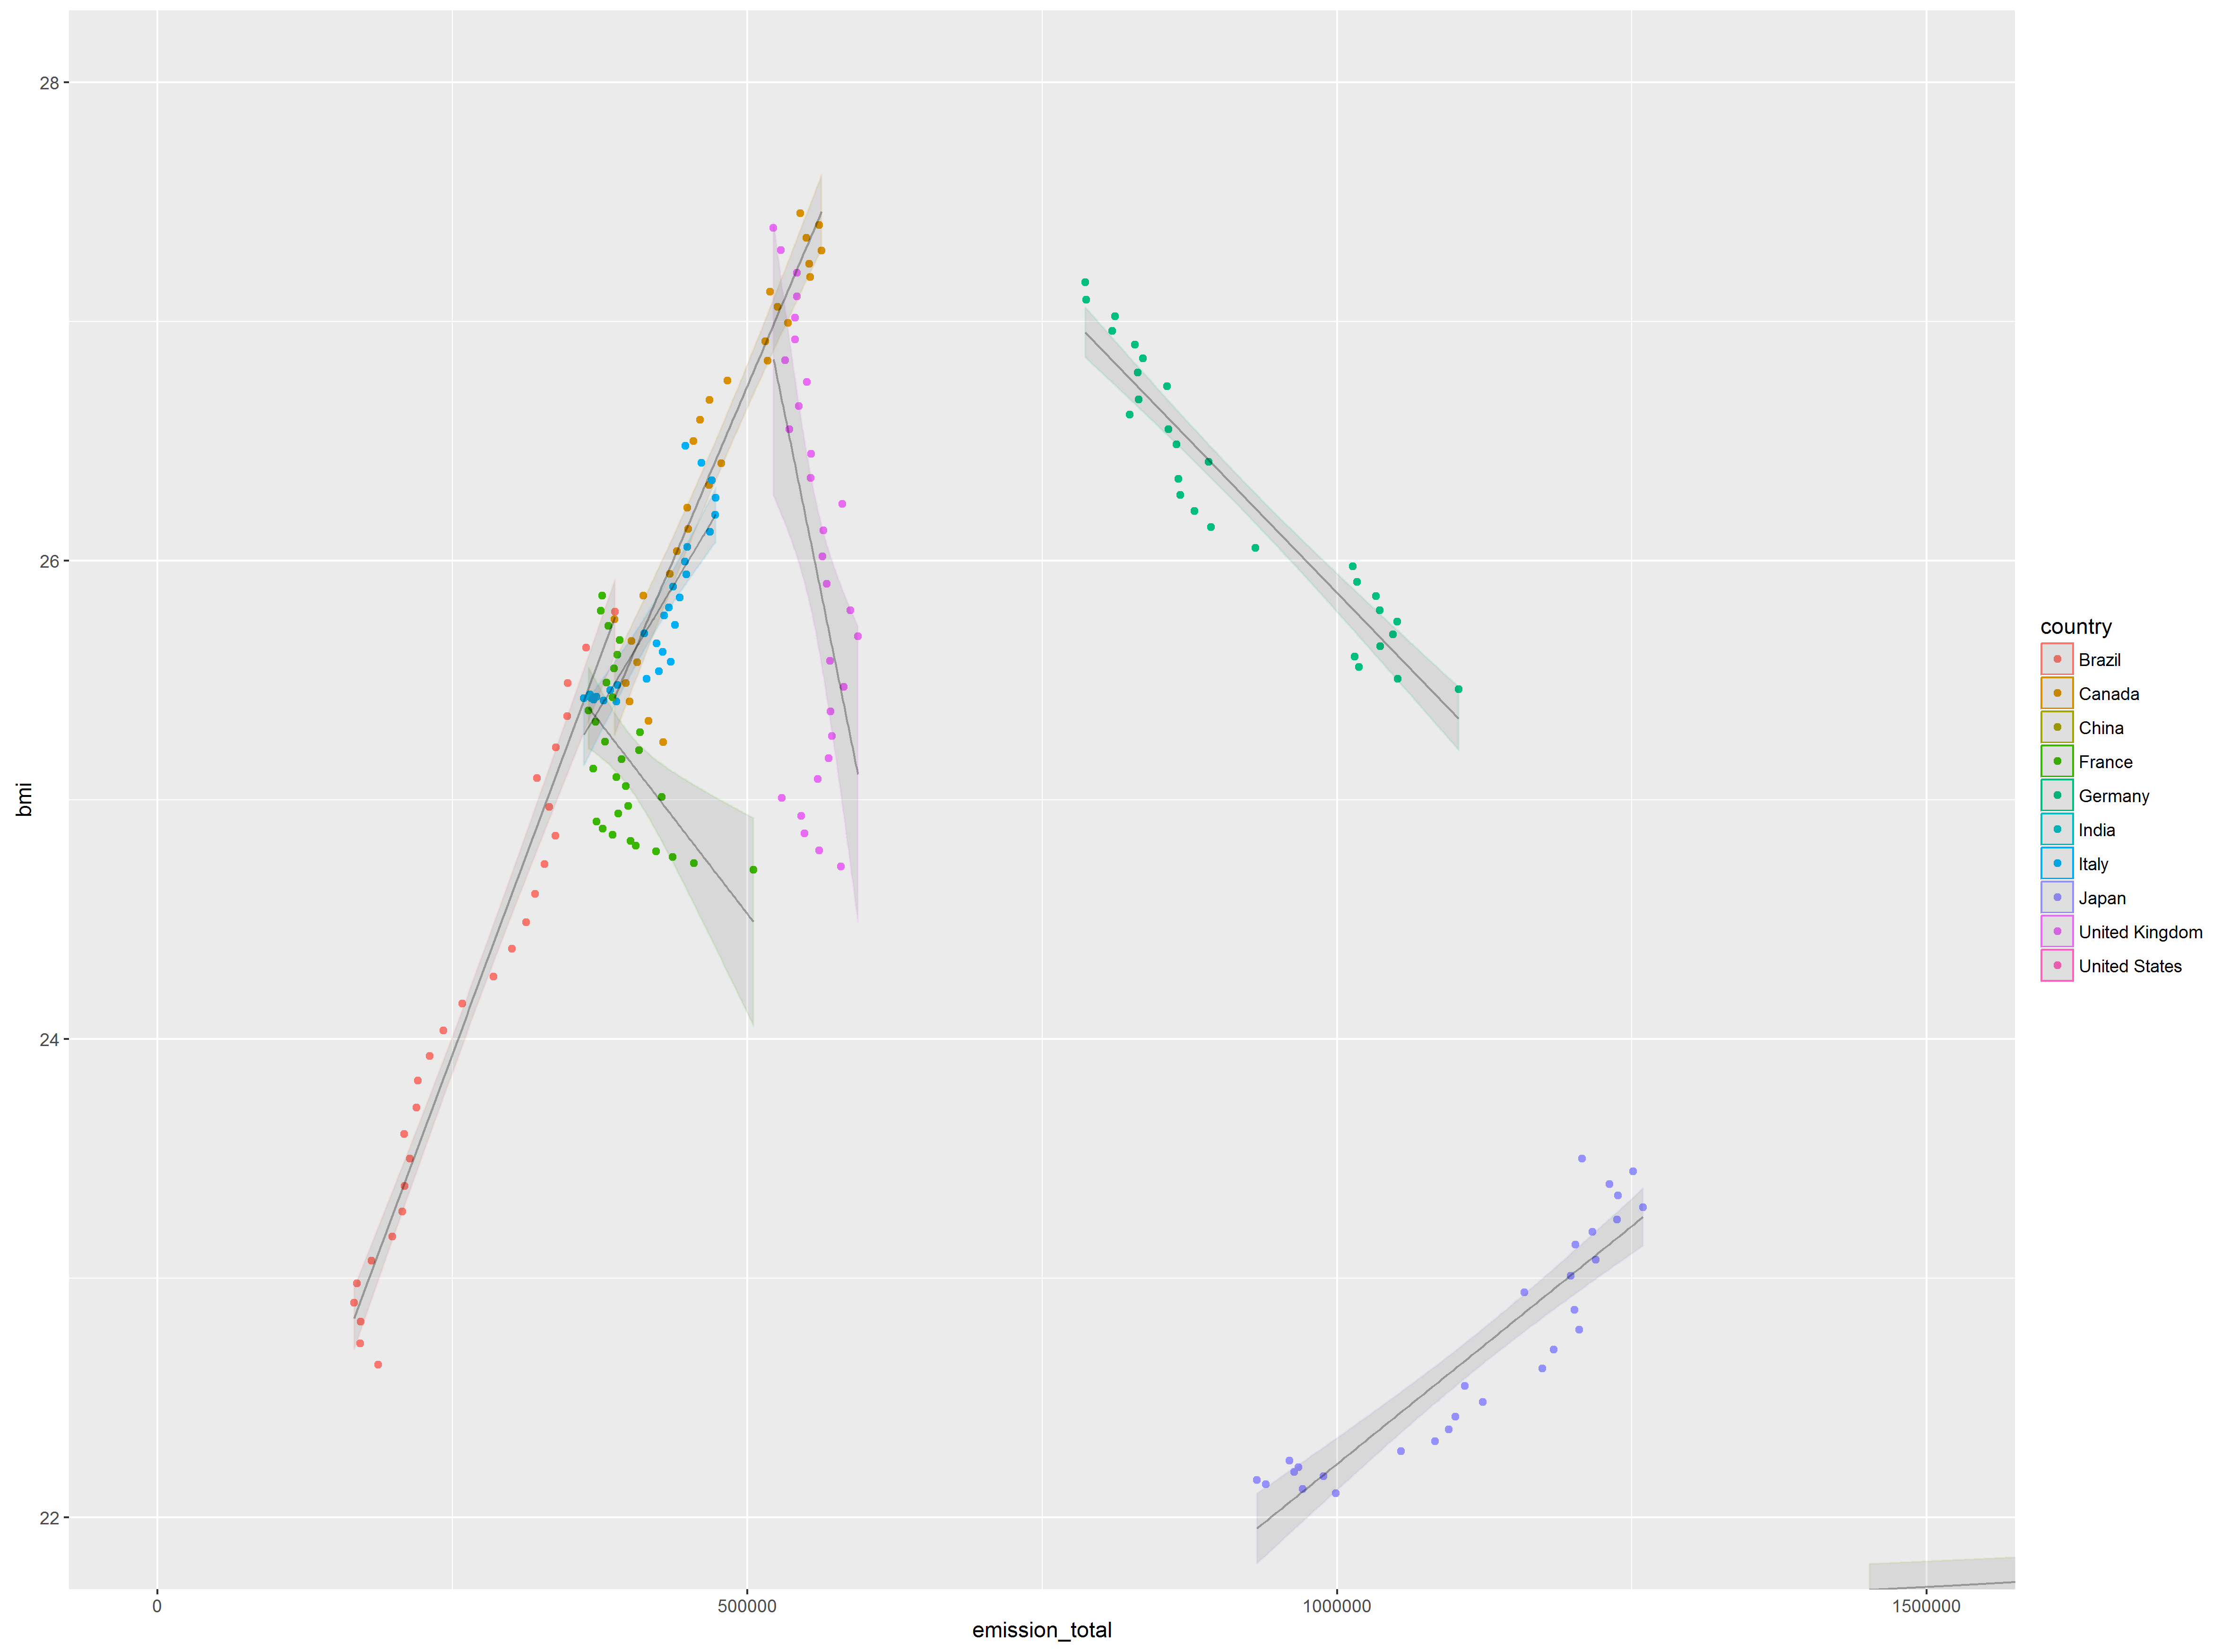 28
26
24
22
bmi
0
500000
1000000
1500000
emission_total
country
Brazil
Canada
China
France
Germany
India
Italy
Japan
United Kingdom
United States